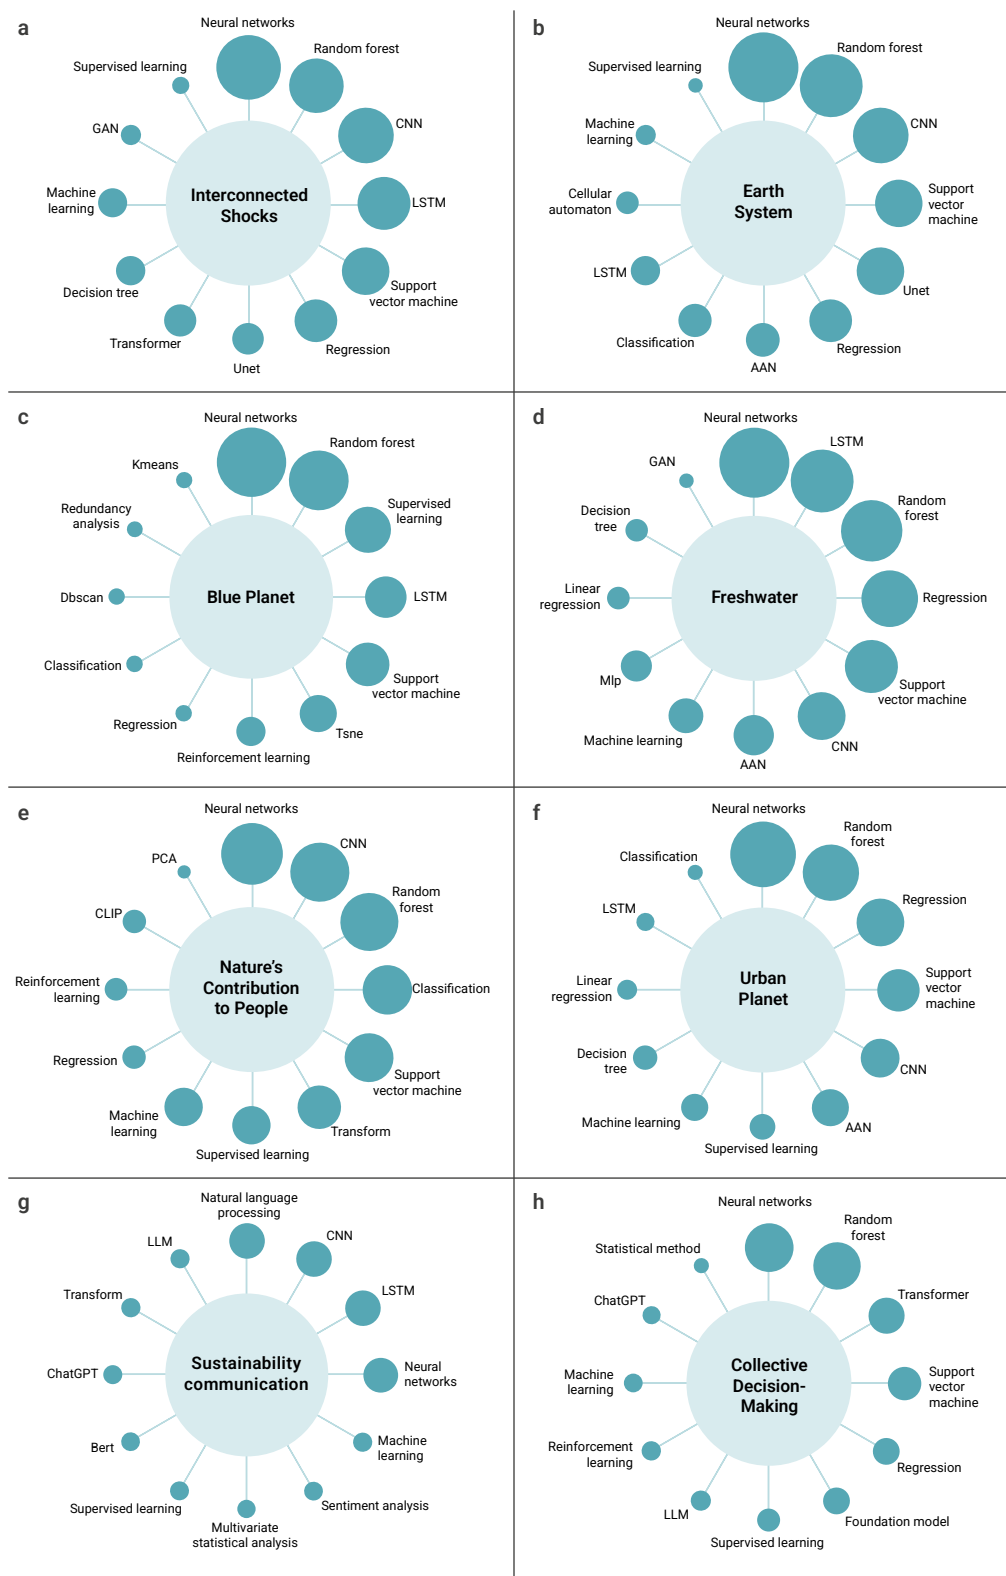 a
Neural networks
Random forest
CNN
LSTM
Support
vector machine
Regression
Unet
Transformer
Decision tree
Machine
learning
GAN
Supervised learning
Interconnected
Shocks
b
Neural networks
Random forest
CNN
Support
vector
machine
Unet
Regression
AAN
Classification
LSTM
Cellular
automaton
Machine
learning
Supervised learning
Earth
System
c
Neural networks
Random forest
Supervised
learning
LSTM
Support
vector machine
Tsne
Reinforcement learning
Regression
Classification
Dbscan
Redundancy
analysis
Kmeans
Blue Planet
d
Neural networks
LSTM
Random
forest
Regression
Support
vector machine
CNN
AAN
Machine learning
Mlp
Linear
regression
Decision
tree
GAN
Freshwater
e
Neural networks
CNN
Random
forest
Classification
Support
vector machine
Transform
Supervised learning
Machine
learning
Regression
Reinforcement
learning
CLIP
PCA
Nature's
Contribution
to People
f
Neural networks
Random
forest
Regression
Support
vector
machine
CNN
AAN
Supervised learning
Machine learning
Decision
tree
Linear
regression
LSTM
Classification
Urban
Planet
g
Natural language
processing
CNN
LSTM
Neural
networks
Machine
learning
Sentiment analysis
Multivariate
statistical analysis
Supervised learning
Bert
ChatGPT
Transform
LLM
Sustainability
communication
h
Neural networks
Random
forest
Transformer
Support
vector
machine
Regression
Foundation model
Supervised learning
LLM
Reinforcement
learning
Machine
learning
ChatGPT
Statistical method
Collective
Decision-
Making